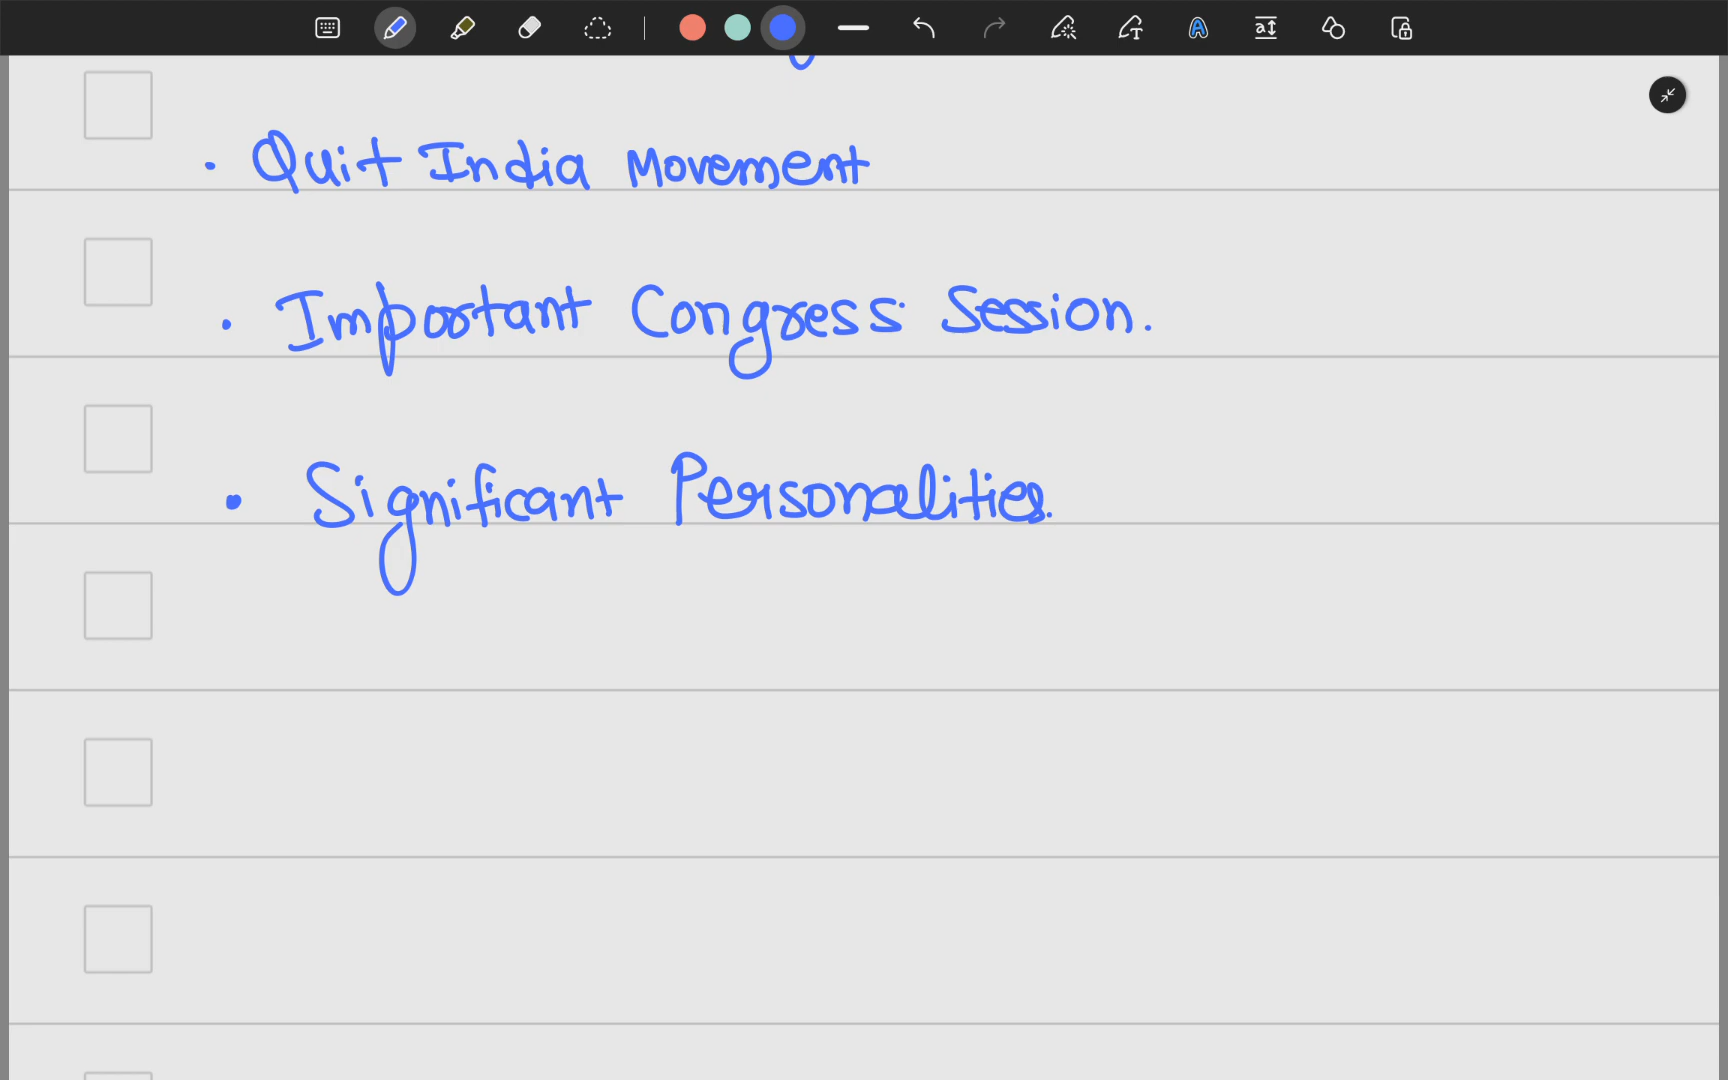 · Quit India Movement
· Important Congress Session.
· Significant Personalities.